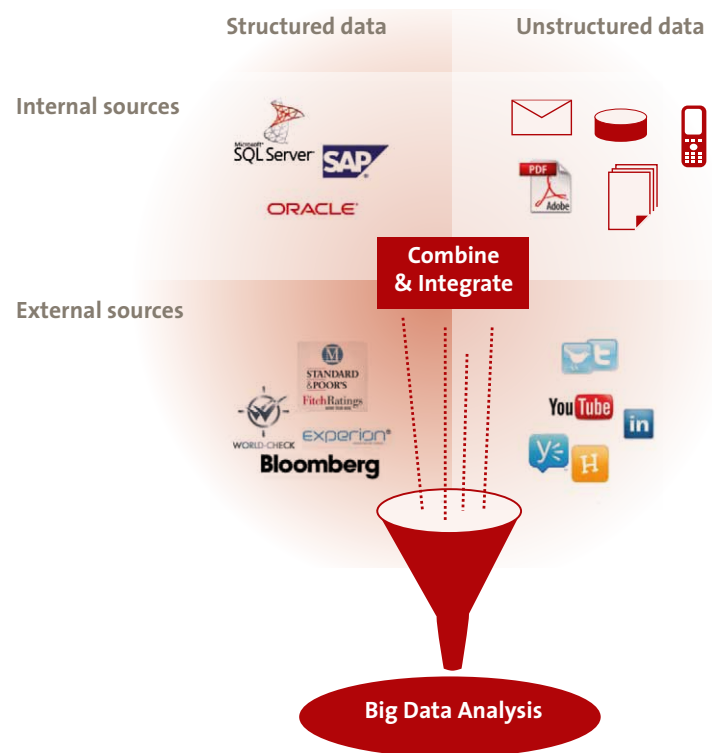 Structured data
Unstructured data
Internal sources
Microsoft
SQL Server
SAP
ORACLE
PDF
Adobe
Combine
& Integrate
External sources
M
STANDARD
&POOR'S
FitchRatings
WORLD-CHECK
Experian
Bloomberg
t
YouTube
in
y
H
Big Data Analysis